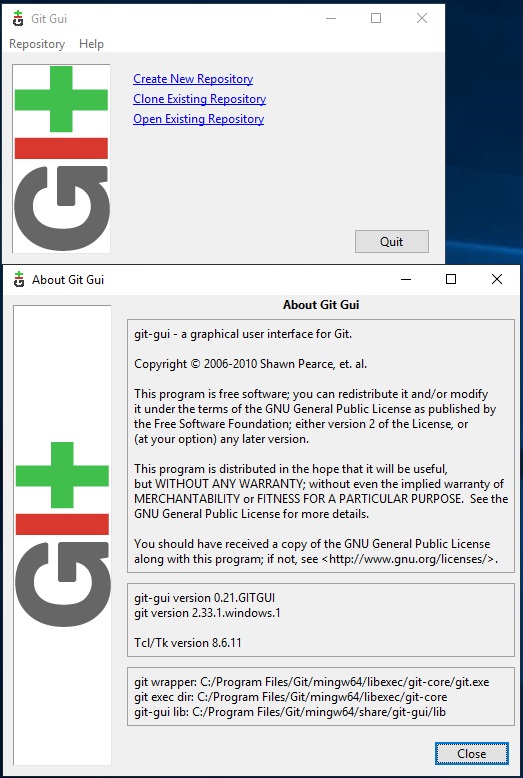 Git Gui
Repository Help
Create New Repository
Clone Existing Repository
Open Existing Repository
GIT
Quit
About Git Gui
About Git Gui
GIT
git-gui - a graphical user interface for Git.
Copyright © 2006-2010 Shawn Pearce, et. al.
This program is free software; you can redistribute it and/or modify
it under the terms of the GNU General Public License as published by
the Free Software Foundation; either version 2 of the License, or
(at your option) any later version.
This program is distributed in the hope that it will be useful,
but WITHOUT ANY WARRANTY; without even the implied warranty of
MERCHANTABILITY or FITNESS FOR A PARTICULAR PURPOSE.  See the
GNU General Public License for more details.
You should have received a copy of the GNU General Public License
along with this program; if not, see <http://www.gnu.org/licenses/>.
git-gui version 0.21.GITGUI
git version 2.33.1.windows.1
Tcl/Tk version 8.6.11
git wrapper: C:/Program Files/Git/mingw64/libexec/git-core/git.exe
git exec dir: C:/Program Files/Git/mingw64/libexec/git-core
git-gui lib: C:/Program Files/Git/mingw64/share/git-gui/lib
Close